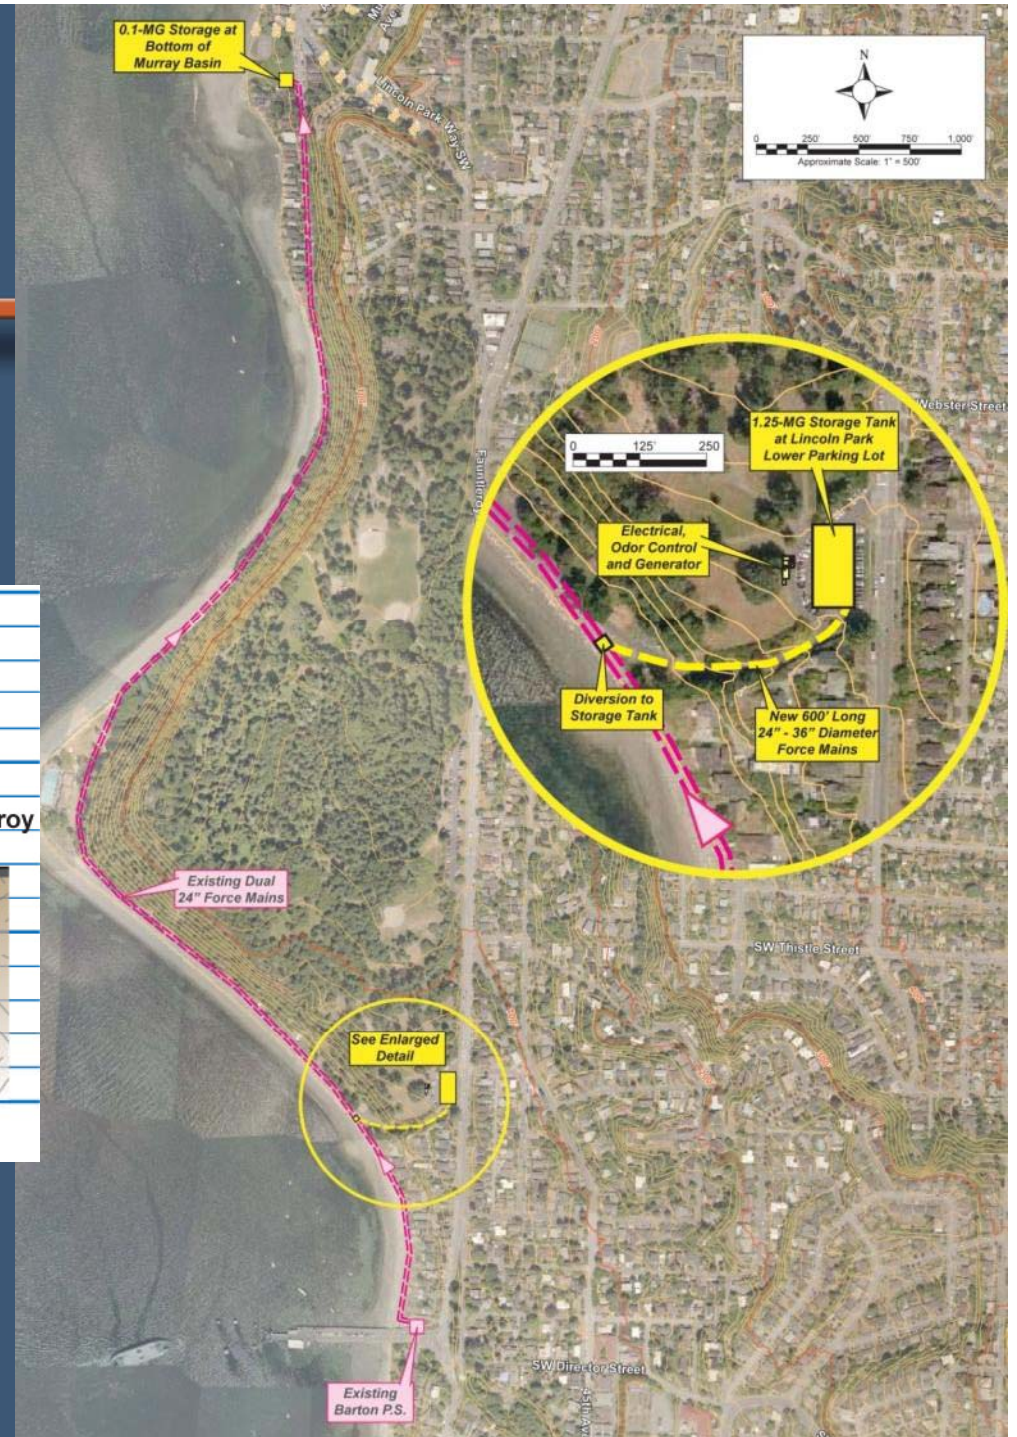 0.1-MG Storage at
Bottom of
Murray Basin
Lincoln Park Way SW
N
0 250' 500' 750' 1,000'
Approximate Scale: 1" = 500'
Webster Street
1.25-MG Storage Tank
at Lincoln Park
Lower Parking Lot
0 125' 250
Fauntleroy
Electrical,
Odor Control
and Generator
Diversion to
Storage Tank
New 600' Long
24" - 36" Diameter
Force Mains
roy
Existing Dual
24" Force Mains
SW Thistle Street
See Enlarged
Detail
SW Director Street
45th Av
Existing
Barton P.S.